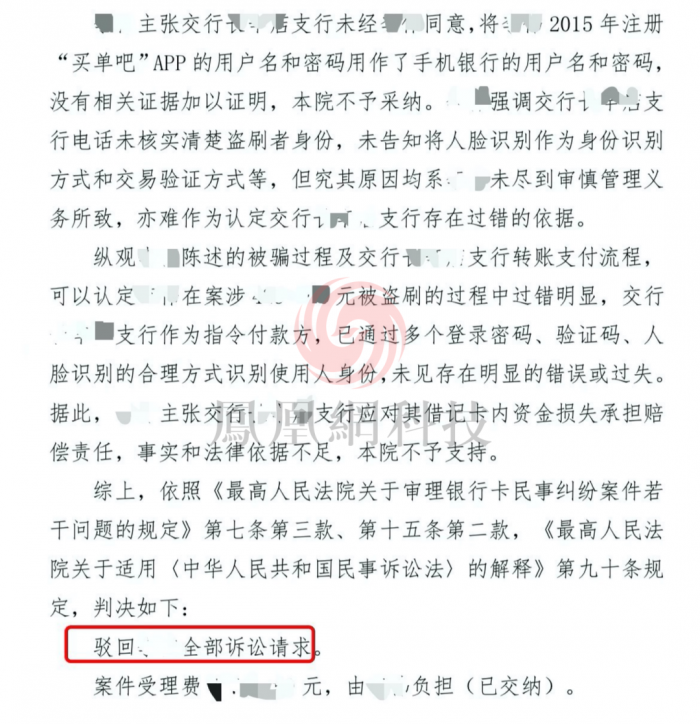 主张交行长 店支行未经 同意，将 2015 年注册
“买单吧”APP 的用户名和密码用作了手机银行的用户名和密码，
没有相关证据加以证明，本院不予采纳。 强调交行长 店支
行电话未核实清楚盗刷者身份，未告知将人脸识别作为身份识别
方式和交易验证方式等，但究其原因均系 未尽到审慎管理义
务所致，亦难作为认定交行 支行存在过错的依据。
纵观 陈述的被骗过程及交行长 支行转账支付流程，
可以认定 在案涉 元被盗刷的过程中过错明显，交行
支行作为指令付款方，已通过多个登录密码、验证码、人
脸识别的合理方式识别使用人身份，未见存在明显的错误或过失。
据此， 主张交行 支行应对其借记卡内资金损失承担赔
鳳凰網科技
偿责任，事实和法律依据不足，本院不予支持。
综上，依照《最高人民法院关于审理银行卡民事纠纷案件若
干问题的规定》第七条第三款、第十五条第二款，《最高人民法
院关于适用〈中华人民共和国民事诉讼法〉的解释》第九十条规
定，判决如下：
驳回 全部诉讼请求。
案件受理费 元，由 负担（已交纳）。